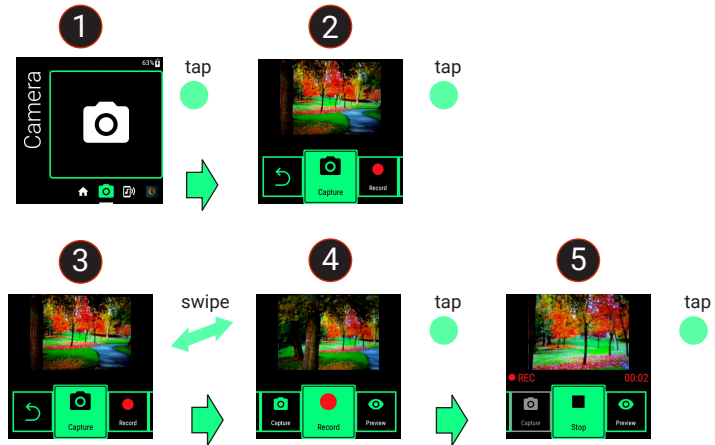 1
2
63%
tap
tap
Camera
Capture
Record
3
4
5
swipe
tap
tap
REC
00:02
Capture
Record
Capture
Record
Preview
Capture
Stop
Preview